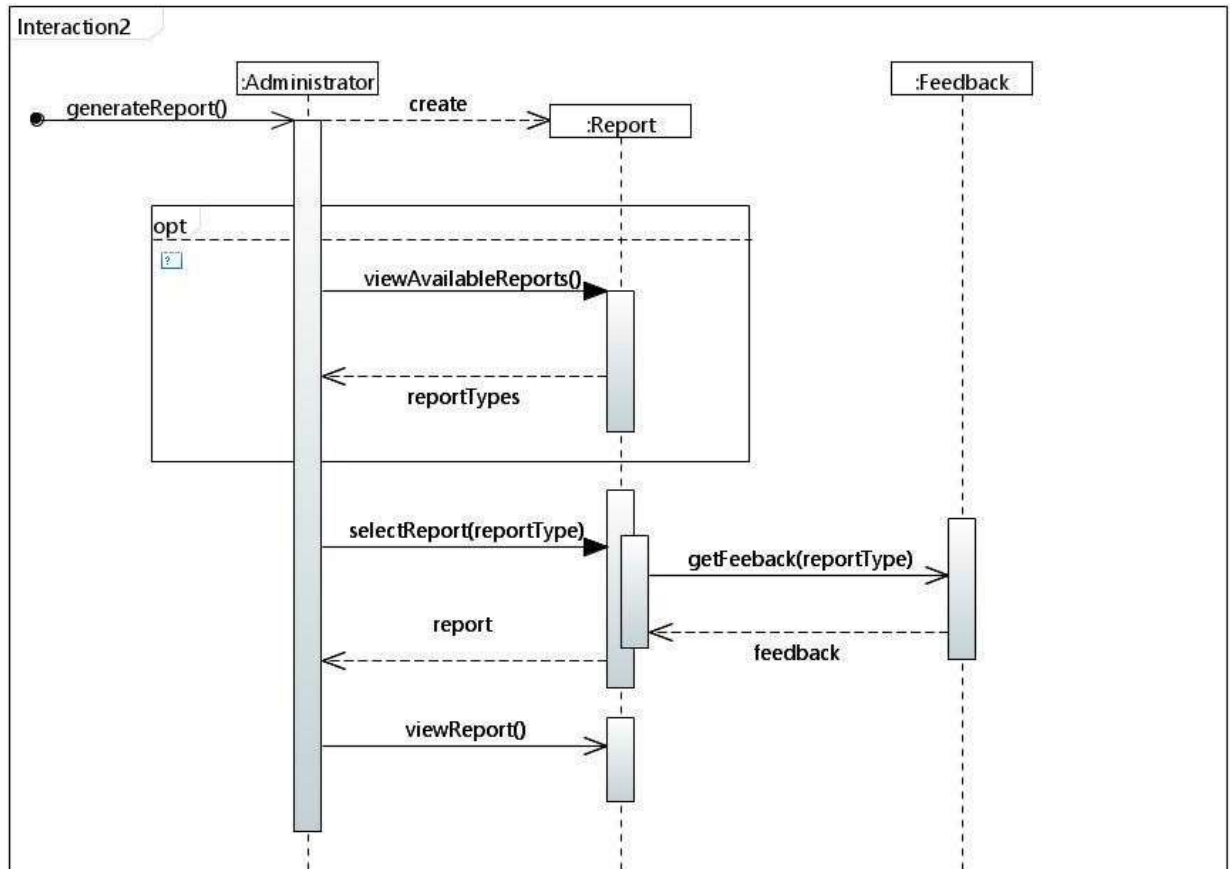 Interaction2
:Administrator
:Feedback
generateReport()
create
:Report
opt
?
viewAvailableReports()
reportTypes
selectReport(reportType)
getFeeback(reportType)
report
feedback
viewReport()